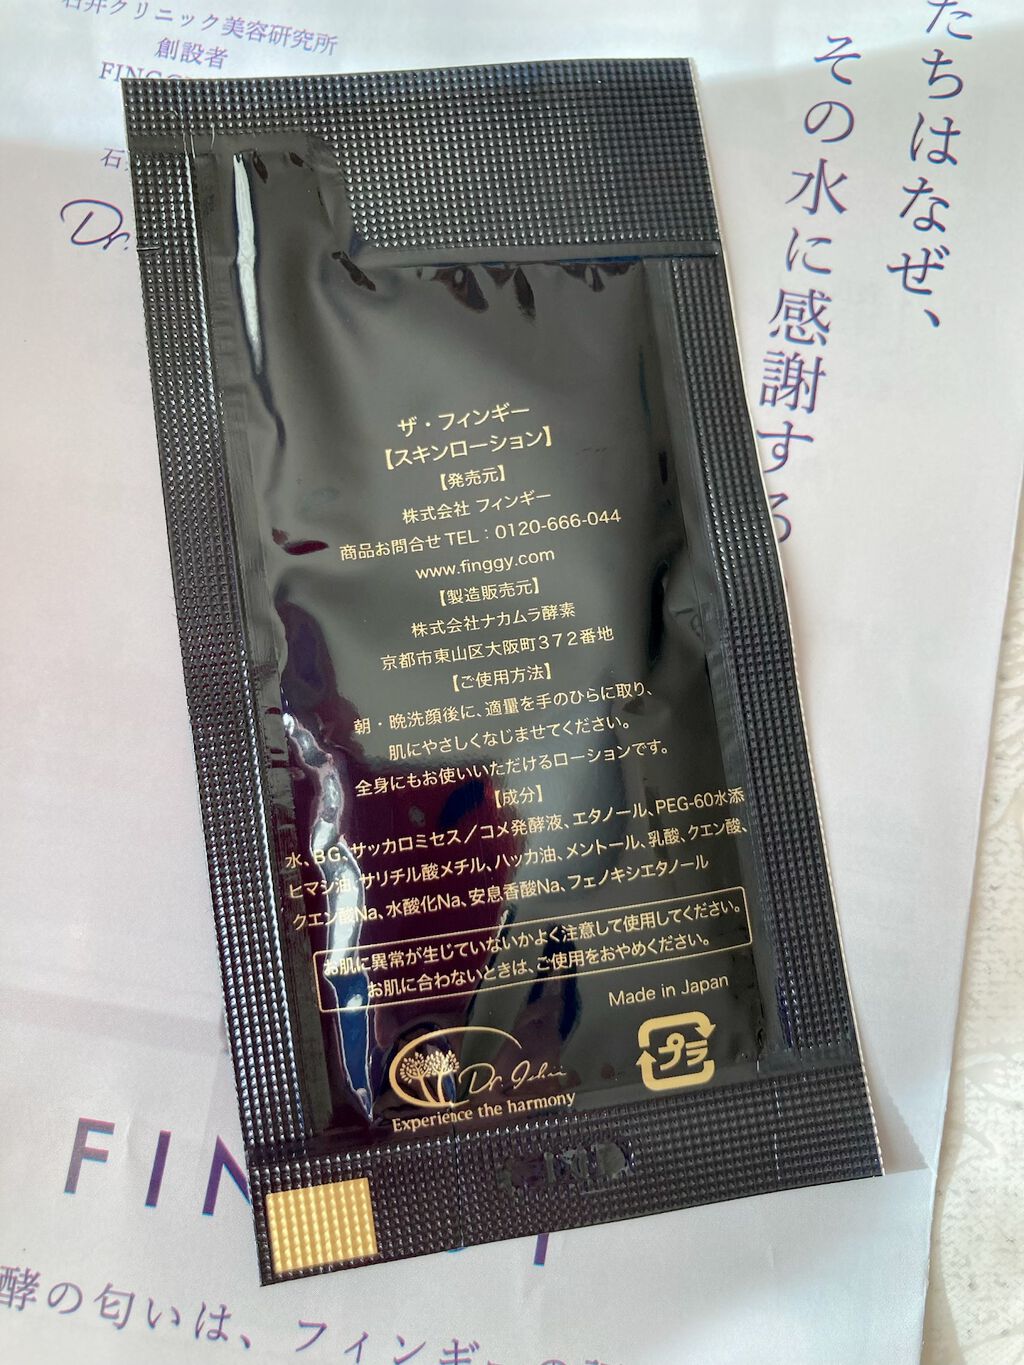 石井クリニック美容研究所
創設者
Dr.
たちはなぜ、
その水に感謝する
ザ・フィンギー
【スキンローション】
【発売元】
株式会社 フィンギー
商品お問合せ TEL：0120-666-044
www.finggy.com
【製造販売元】
株式会社ナカムラ酵素
京都市東山区大阪町３７２番地
【ご使用方法】
朝・晩洗顔後に、適量を手のひらに取り、
肌にやさしくなじませてください。
全身にもお使いいただけるローションです。
【成分】
水、BG、サッカロミセス／コメ発酵液、エタノール、PEG-60水添
ヒマシ油、サリチル酸メチル、ハッカ油、メントール、乳酸、クエン酸、
クエン酸Na、水酸化Na、安息香酸Na、フェノキシエタノール
お肌に異常が生じていないかよく注意して使用してください。
お肌に合わないときは、ご使用をおやめください。
Made in Japan
プラ
Dr. Ishii
Experience the harmony
酵の匂いは、フィンギーの